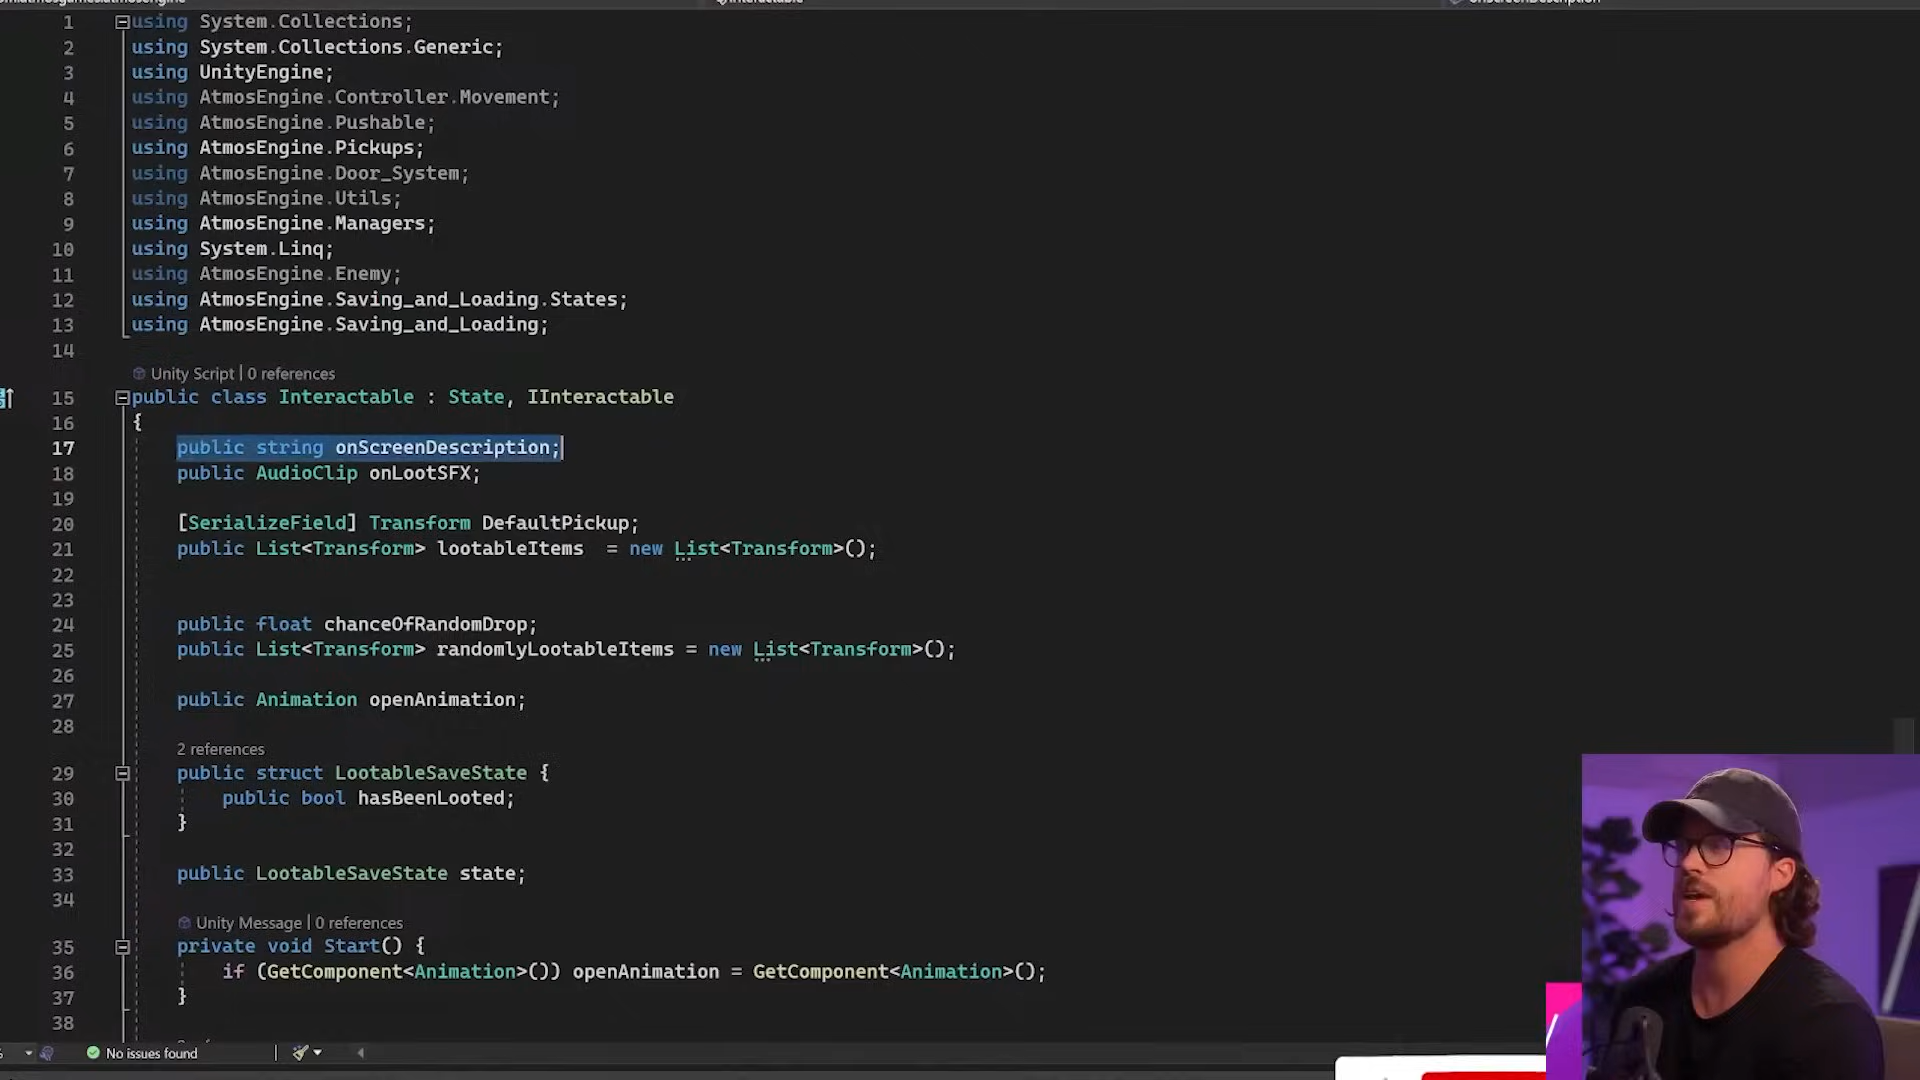 1 using System.Collections;
2 using System.Collections.Generic;
3 using UnityEngine;
4 using AtmosEngine.Controller.Movement;
5 using AtmosEngine.Pushable;
6 using AtmosEngine.Pickups;
7 using AtmosEngine.Door_System;
8 using AtmosEngine.Utils;
9 using AtmosEngine.Managers;
10 using System.Linq;
11 using AtmosEngine.Enemy;
12 using AtmosEngine.Saving_and_Loading.States;
13 using AtmosEngine.Saving_and_Loading;
14
Unity Script | 0 references
15 public class Interactable : State, IInteractable
16 {
17 public string onScreenDescription;
18 public AudioClip onLootSFX;
19
20 [SerializeField] Transform DefaultPickup;
21 public List<Transform> lootableItems  = new List<Transform>();
22
23
24 public float chanceOfRandomDrop;
25 public List<Transform> randomlyLootableItems = new List<Transform>();
26
27 public Animation openAnimation;
28
2 references
29 public struct LootableSaveState {
30 public bool hasBeenLooted;
31 }
32
33 public LootableSaveState state;
34
Unity Message | 0 references
35 private void Start() {
36 if (GetComponent<Animation>()) openAnimation = GetComponent<Animation>();
37 }
38
No issues found